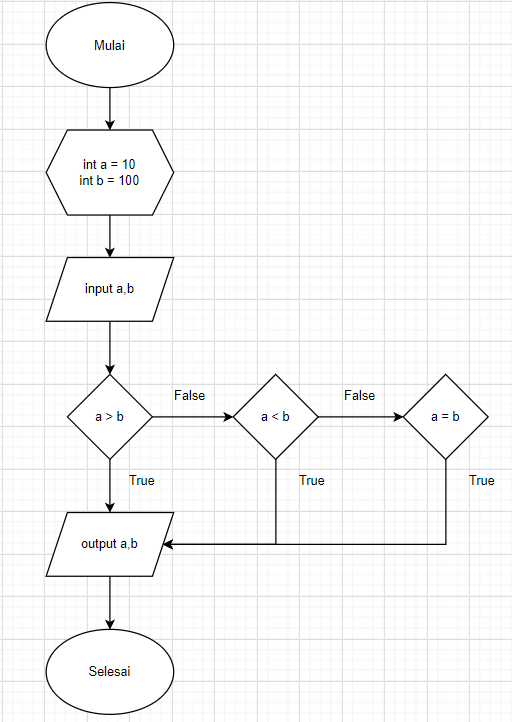 Mulai
int a = 10
int b = 100
input a,b
a > b
False
a < b
False
a = b
True
True
True
output a,b
Selesai